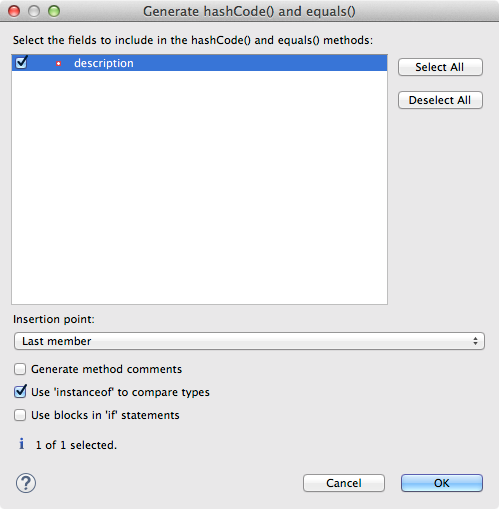 Generate hashCode() and equals()
Select the fields to include in the hashCode() and equals() methods:
description
Select All
Deselect All
Insertion point:
Last member
Generate method comments
Use 'instanceof' to compare types
Use blocks in 'if' statements
i 1 of 1 selected.
? Cancel OK